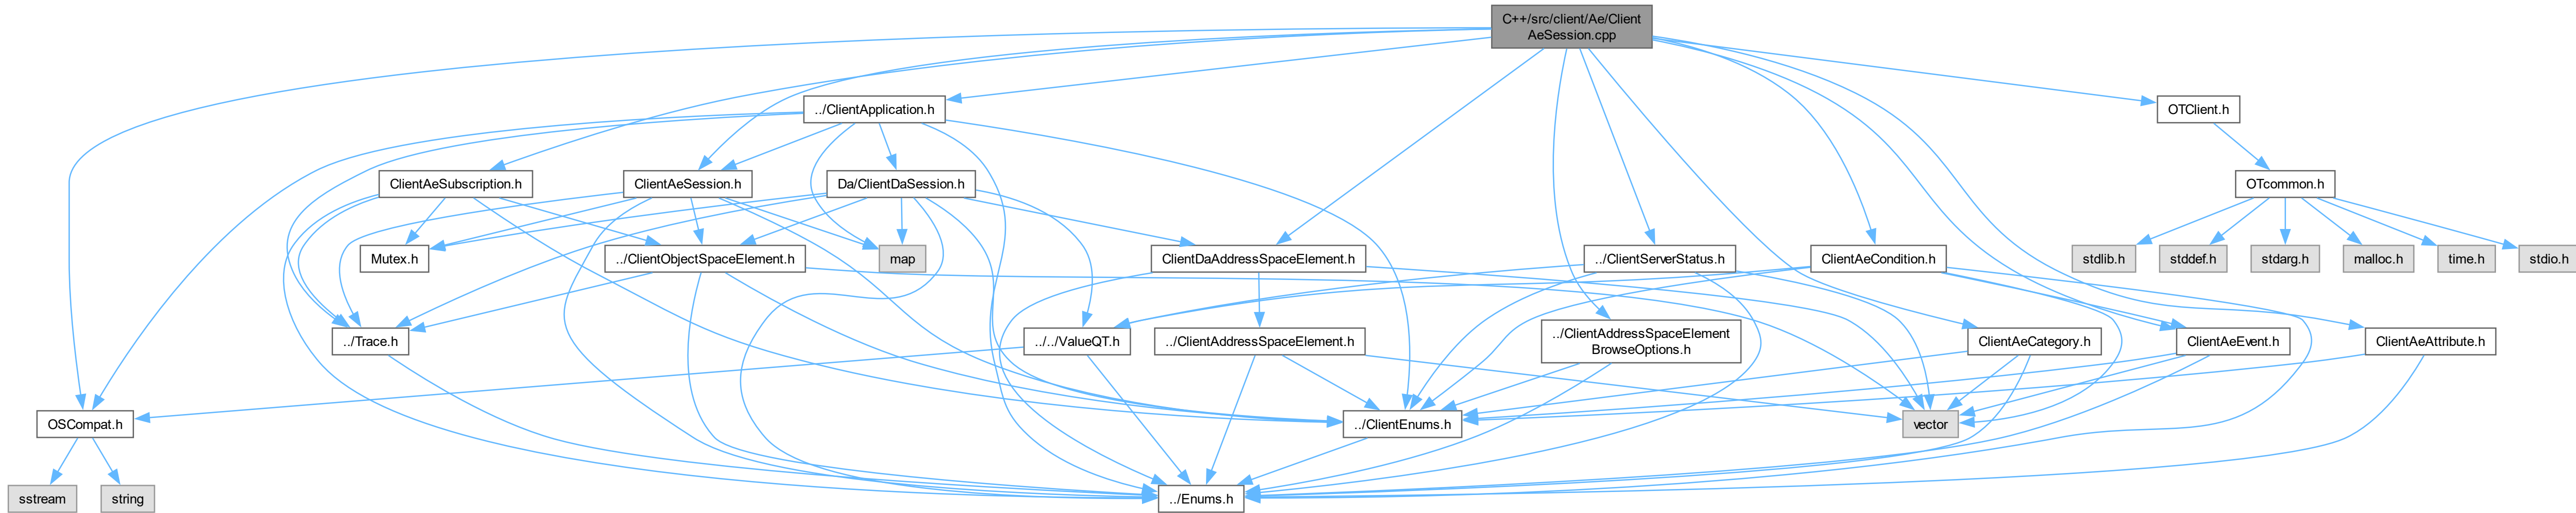 C++/src/client/Ae/Client
AeSession.cpp
../ClientApplication.h
OTClient.h
ClientAeSubscription.h
ClientAeSession.h
Da/ClientDaSession.h
OTcommon.h
Mutex.h
../ClientObjectSpaceElement.h
map
ClientDaAddressSpaceElement.h
../ClientServerStatus.h
ClientAeCondition.h
stdlib.h
stddef.h
stdarg.h
malloc.h
time.h
stdio.h
../Trace.h
../../ValueQT.h
../ClientAddressSpaceElement.h
../ClientAddressSpaceElement
BrowseOptions.h
ClientAeCategory.h
ClientAeEvent.h
ClientAeAttribute.h
OSCompat.h
../ClientEnums.h
vector
sstream
string
../Enums.h